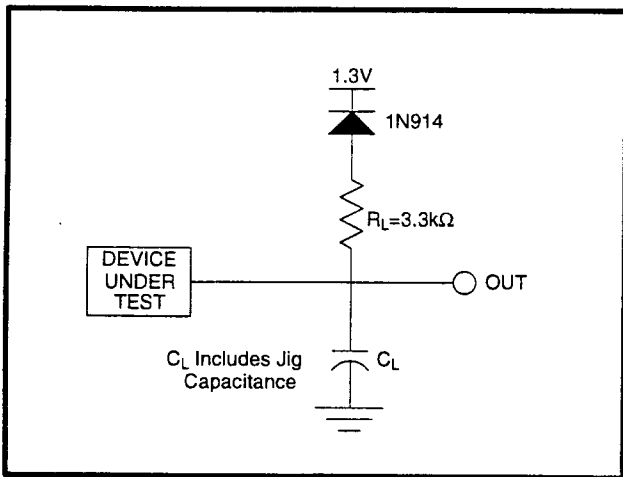 1.3V
1N914
R_L=3.3kΩ
DEVICE
UNDER
TEST
OUT
C_L Includes Jig
Capacitance
C_L